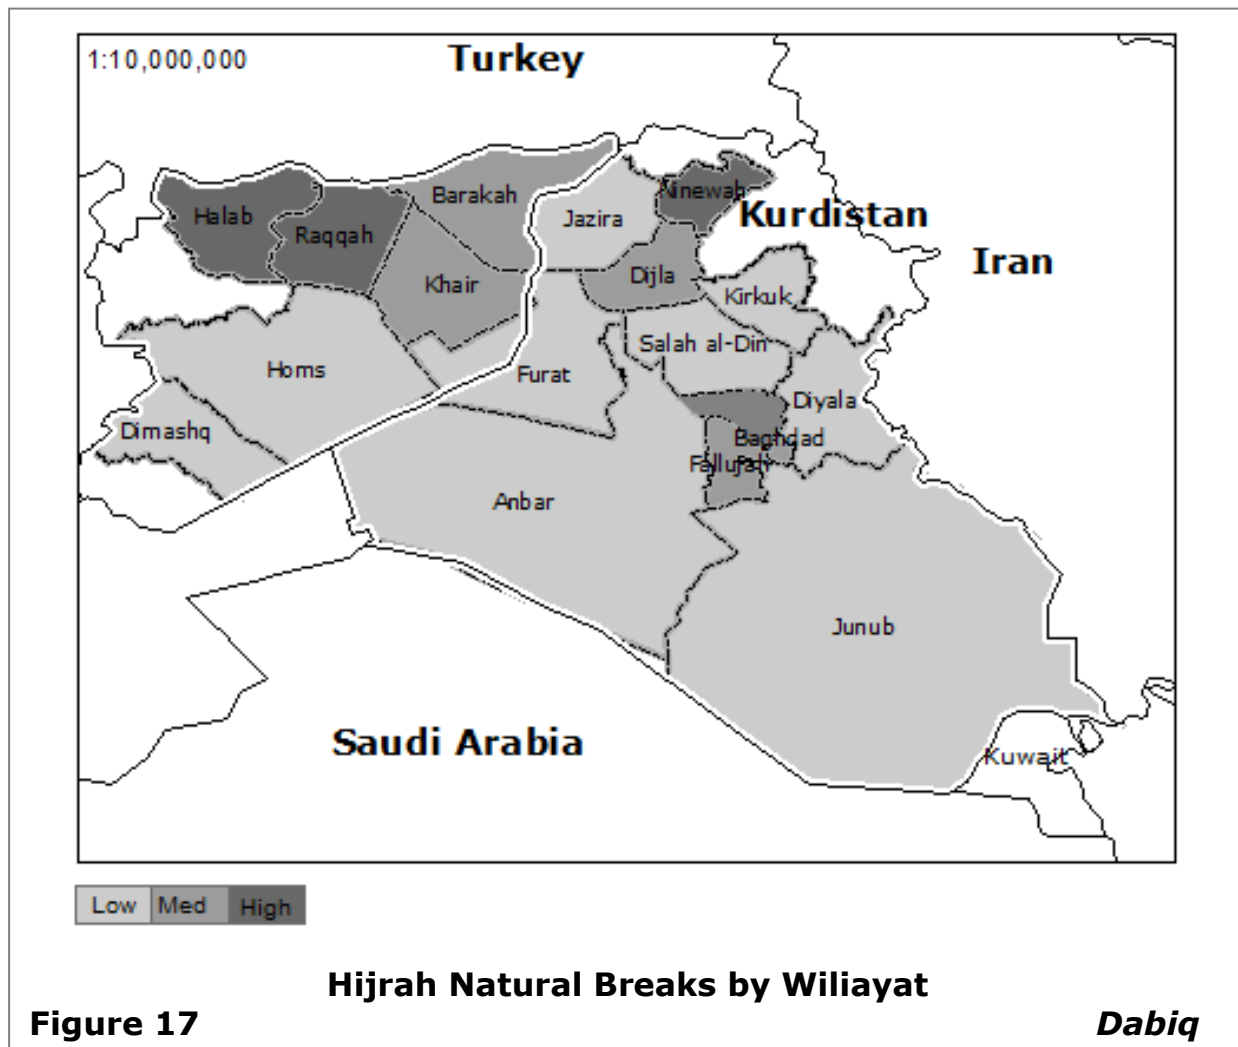 1:10,000,000
Turkey
Barakah
Ninewah
Halab
Jazira
Kurdistan
Raqqah
Iran
Khair
Dijla
Kirkuk
Salah al-Din
Homs
Furat
Diyala
Dimashq
Baghdad
Fallujah
Anbar
Junub
Saudi Arabia
Kuwait
Low Med High
Hijrah Natural Breaks by Wiliayat
Figure 17 Dabiq